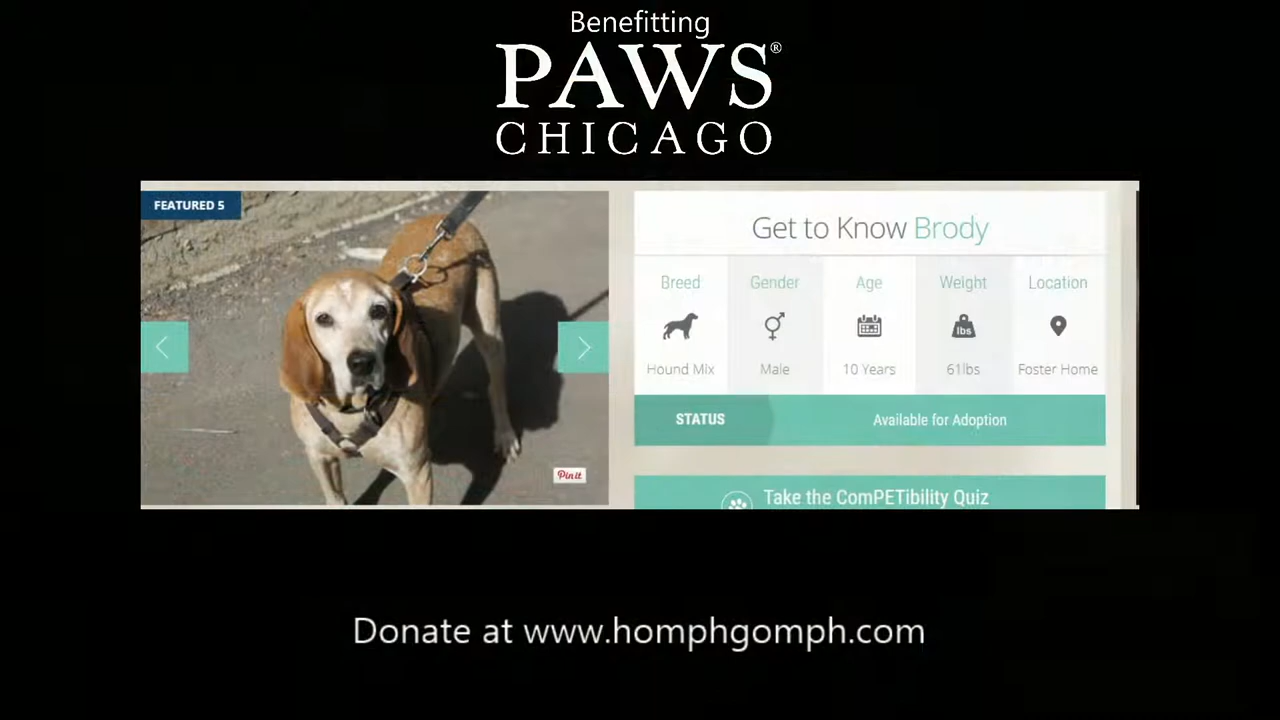 Benefitting
PAWS®
CHICAGO
FEATURED 5
Pin it
Get to Know Brody
Breed Gender Age Weight Location
lbs
Hound Mix Male 10 Years 61lbs Foster Home
STATUS Available for Adoption
Take the ComPETibility Quiz
Donate at www.homphgomph.com